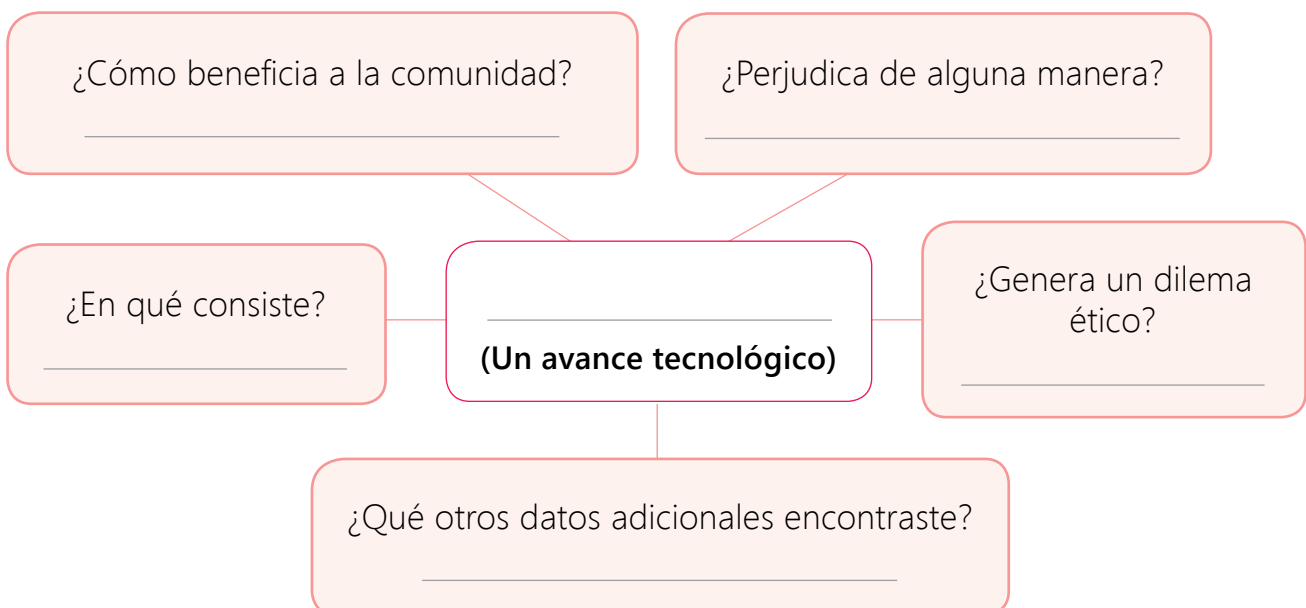 ¿Cómo beneficia a la comunidad?
¿Perjudica de alguna manera?
¿En qué consiste?
(Un avance tecnológico)
¿Genera un dilema
ético?
¿Qué otros datos adicionales encontraste?